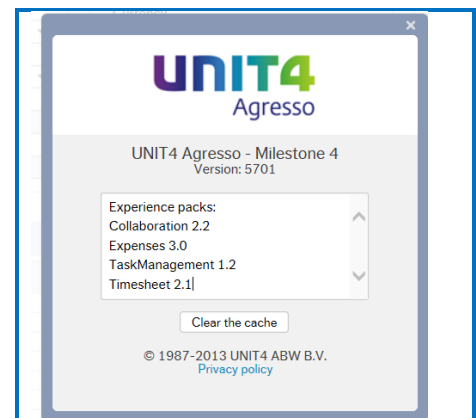 UNIT4
Agresso
UNIT4 Agresso - Milestone 4
Version: 5701
Experience packs:
Collaboration 2.2
Expenses 3.0
TaskManagement 1.2
Timesheet 2.1
Clear the cache
© 1987-2013 UNIT4 ABW B.V.
Privacy policy